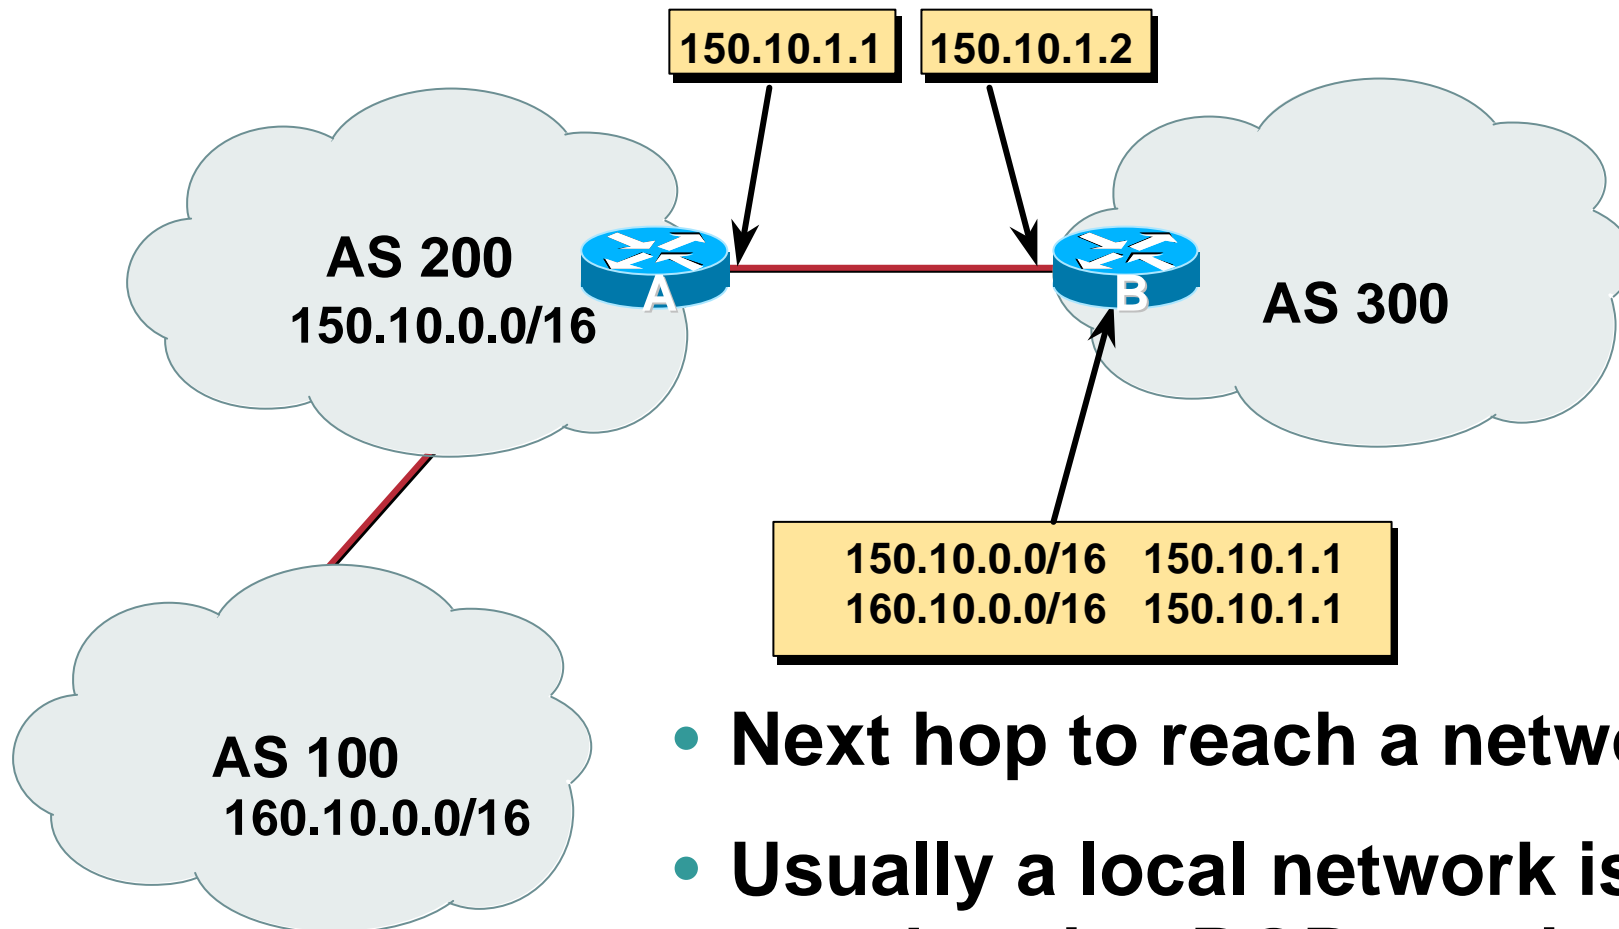 150.10.1.1 150.10.1.2
AS 200
150.10.0.0/16
A
B
AS 300
150.10.0.0/16 150.10.1.1
160.10.0.0/16 150.10.1.1
AS 100
160.10.0.0/16
• Next hop to reach a
• Usually a local network is